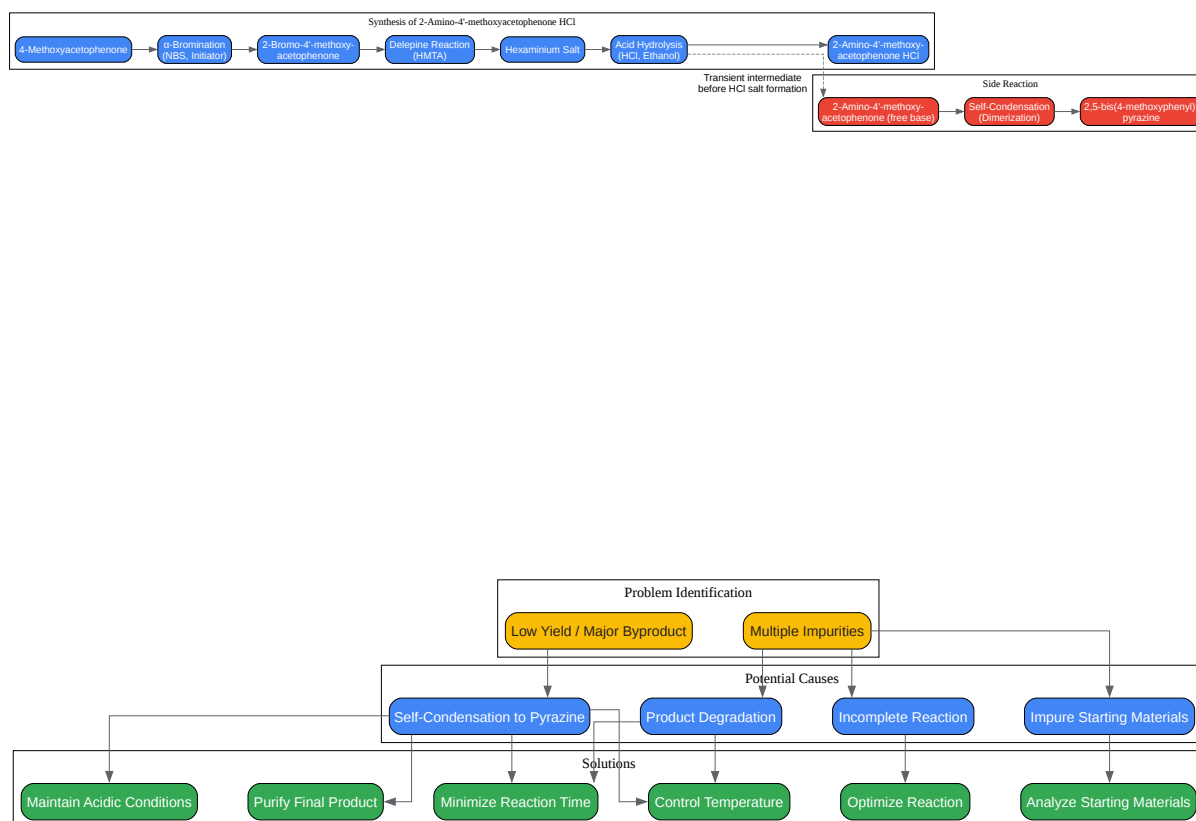 Synthesis of 2-Amino-4'-methoxyacetophenone HCl
4-Methoxyacetophenone
α-Bromination
(NBS, Initiator)
2-Bromo-4'-methoxy-
acetophenone
Delepine Reaction
(HMTA)
Hexaminium Salt
Acid Hydrolysis
(HCl, Ethanol)
2-Amino-4'-methoxy-
acetophenone HCl
Transient intermediate
before HCl salt formation
Side Reaction
2-Amino-4'-methoxy-
acetophenone (free base)
Self-Condensation
(Dimerization)
2,5-bis(4-methoxyphenyl)
pyrazine
Problem Identification
Low Yield / Major Byproduct
Multiple Impurities
Potential Causes
Self-Condensation to Pyrazine
Product Degradation
Incomplete Reaction
Impure Starting Materials
Solutions
Maintain Acidic Conditions
Purify Final Product
Minimize Reaction Time
Control Temperature
Optimize Reaction
Analyze Starting Materials